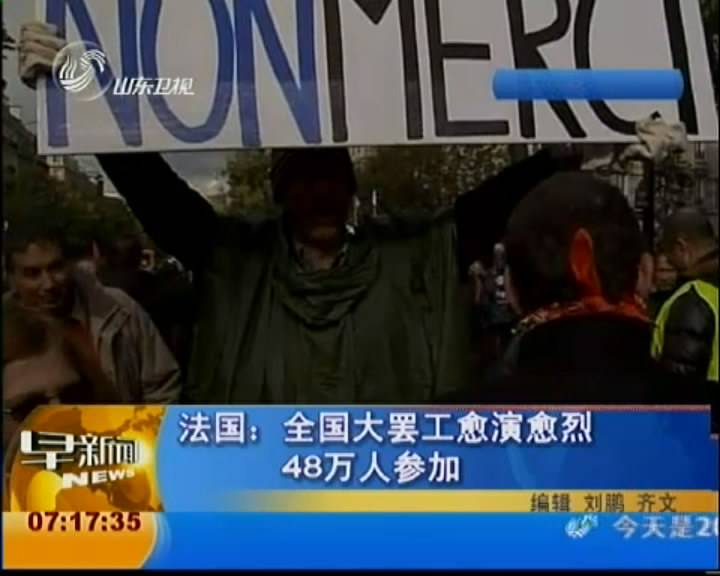 NON MERCI
山东卫视
法国：全国大罢工愈演愈烈
48万人参加
早新闻
NEWS
编辑 刘鹏 齐文
07:17:35
今天是20